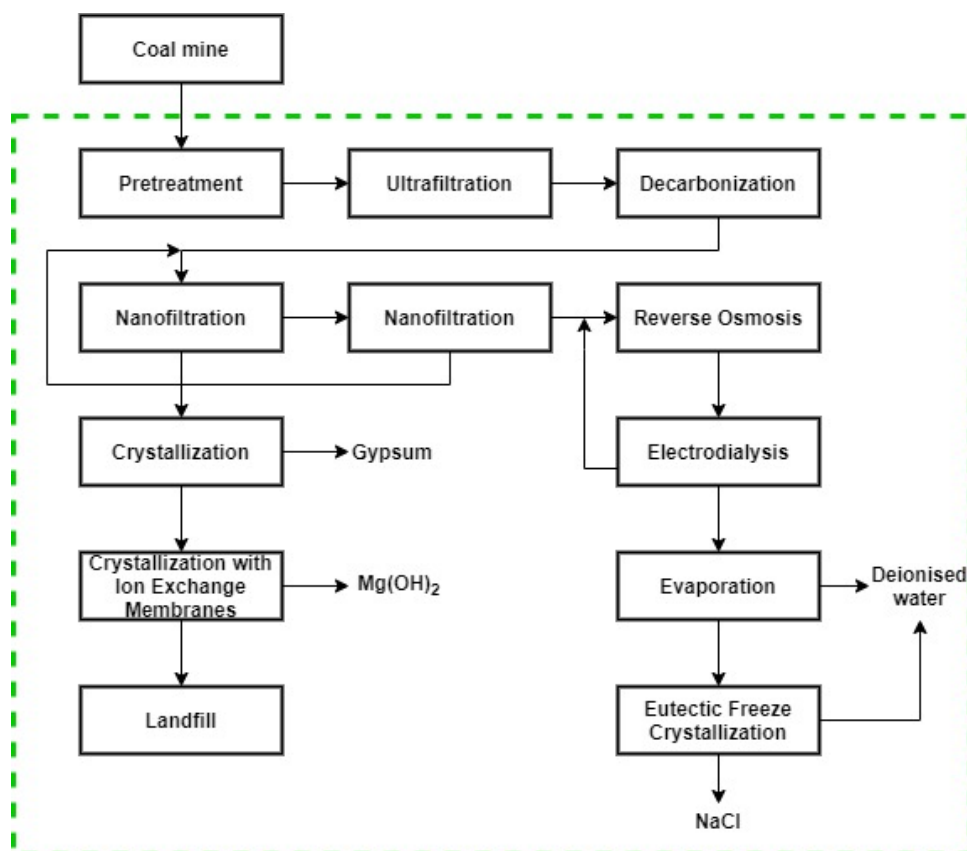 Coal mine
Pretreatment
Ultrafiltration
Decarbonization
Nanofiltration
Nanofiltration
Reverse Osmosis
Crystallization
Gypsum
Electrodialysis
Crystallization with
Ion Exchange
Membranes
Mg(OH)₂
Evaporation
Deionised
water
Landfill
Eutectic Freeze
Crystallization
NaCl